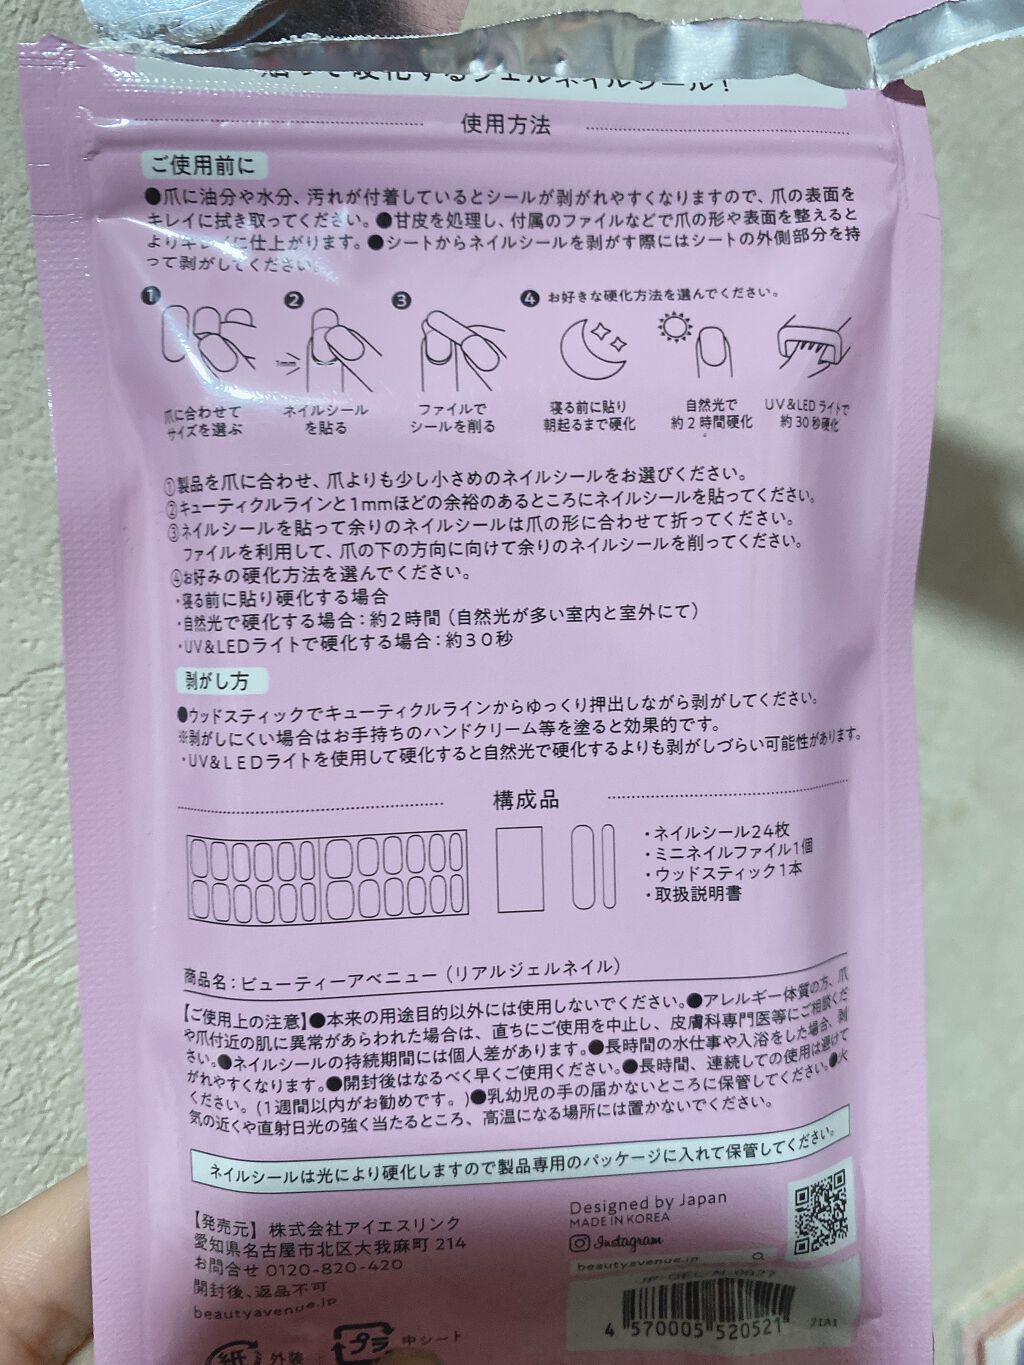 貼って硬化するジェルネイルシール！
使用方法
ご使用前に
●爪に油分や水分、汚れが付着しているとシールが剥がれやすくなりますので、爪の表面を
キレイに拭き取ってください。●甘皮を処理し、付属のファイルなどで爪の形や表面を整えると
よりキレイに仕上がります。●シートからネイルシールを剥がす際にはシートの外側部分を持
って剥がしてください。
❶ ❷ ❸ ❹ お好きな硬化方法を選んでください。
1mm
爪に合わせて
サイズを選ぶ
ネイルシール
を貼る
ファイルで
シールを削る
寝る前に貼り
朝起るまで硬化
自然光で
約2時間硬化
UV&LEDライトで
約30秒硬化
①製品を爪に合わせ、爪よりも少し小さめのネイルシールをお選びください。
②キューティクルラインと1mmほどの余裕のあるところにネイルシールを貼ってください。
③ネイルシールを貼って余りのネイルシールは爪の形に合わせて折ってください。
ファイルを利用して、爪の下の方向に向けて余りのネイルシールを削ってください。
④お好みの硬化方法を選んでください。
・寝る前に貼り硬化する場合
・自然光で硬化する場合：約2時間（自然光が多い室内と室外にて）
・UV&LEDライトで硬化する場合：約30秒
剥がし方
●ウッドスティックでキューティクルラインからゆっくり押出しながら剥がしてください。
※剥がしにくい場合はお手持ちのハンドクリーム等を塗ると効果的です。
・UV&LEDライトを使用して硬化すると自然光で硬化するよりも剥がしづらい可能性があります。
構成品
・ネイルシール24枚
・ミニネイルファイル1個
・ウッドスティック1本
・取扱説明書
商品名：ビューティーアベニュー（リアルジェルネイル）
【ご使用上の注意】●本来の用途目的以外には使用しないでください。●アレルギー体質の方、爪
や爪付近の肌に異常があらわれた場合は、直ちにご使用を中止し、皮膚科専門医等にご相談くだ
さい。●ネイルシールの持続期間には個人差があります。●長時間の水仕事や入浴をした場合、剥
がれやすくなります。●開封後はなるべく早くご使用ください。●長時間、連続しての使用は避けて
ください。(1週間以内がお勧めです。)●乳幼児の手の届かないところに保管してください。●火
気の近くや直射日光の強く当たるところ、高温になる場所には置かないでください。
ネイルシールは光により硬化しますので製品専用のパッケージに入れて保管してください。
【発売元】株式会社アイエスリンク
愛知県名古屋市北区大我麻町 214
お問合せ 0120-820-420
開封後、返品不可
beautyavenue.jp
Designed by Japan
MADE IN KOREA
Instagram
beautyavenue.jp
JP-GEL-N-0027
4 570005 520521
21A1
紙 外装
プラ 中シート